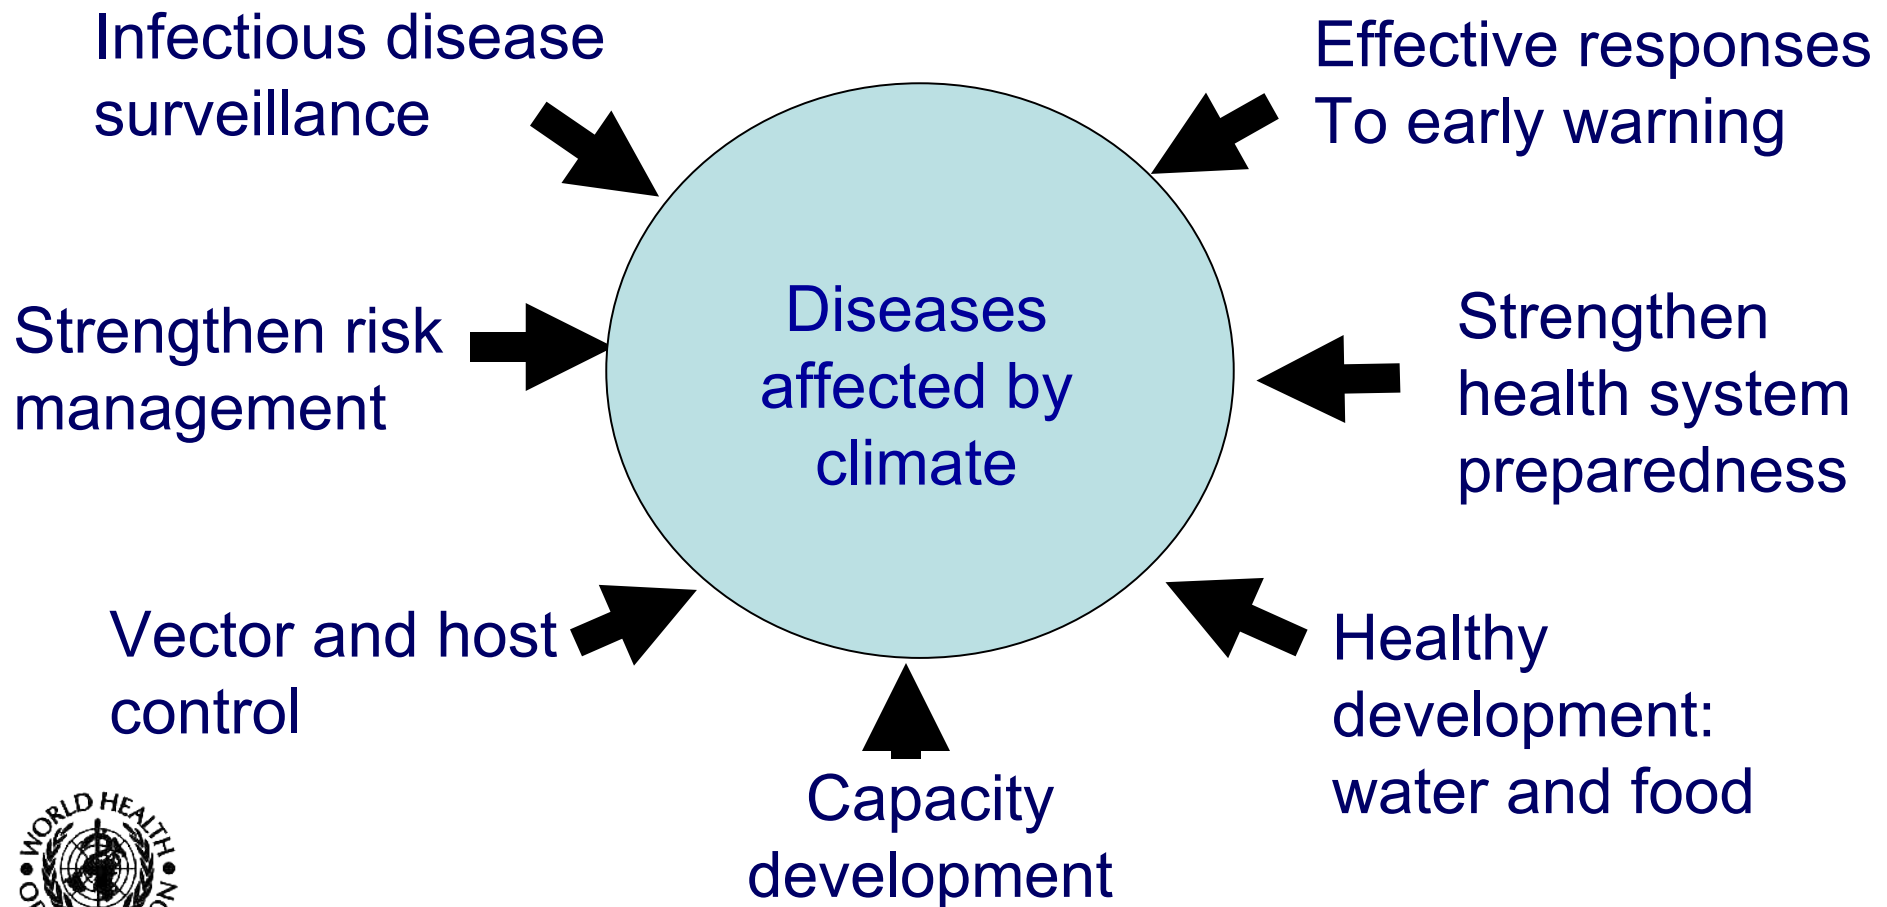 Infectious disease
surveillance
Effective responses
To early warning
Strengthen risk
management
Diseases
affected by
climate
Strengthen
health system
preparedness
Vector and host
control
Healthy
development:
water and food
Capacity
development
WORLD HEALTH